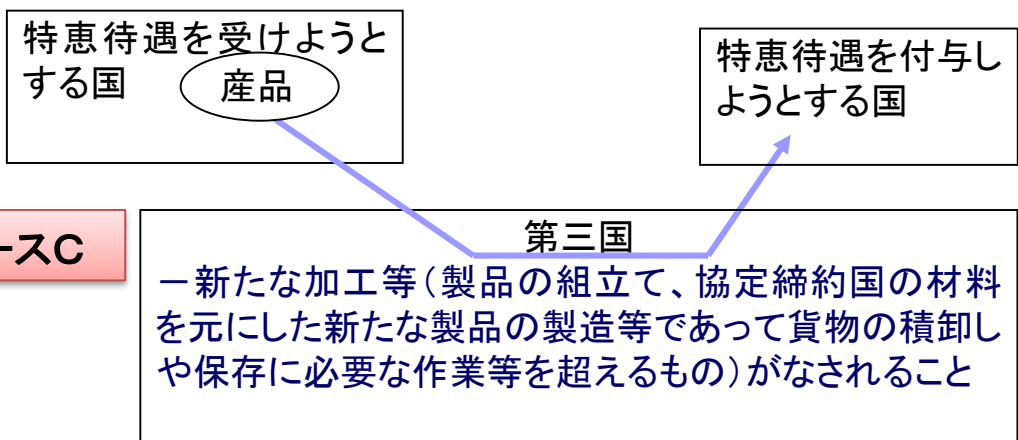 特恵待遇を受けようと
する国
産品
特恵待遇を付与し
ようとする国
ースC
第三国
－新たな加工等（製品の組立て、協定締約国の材料
を元にした新たな製品の製造等であって貨物の積卸し
や保存に必要な作業等を超えるもの）がなされること